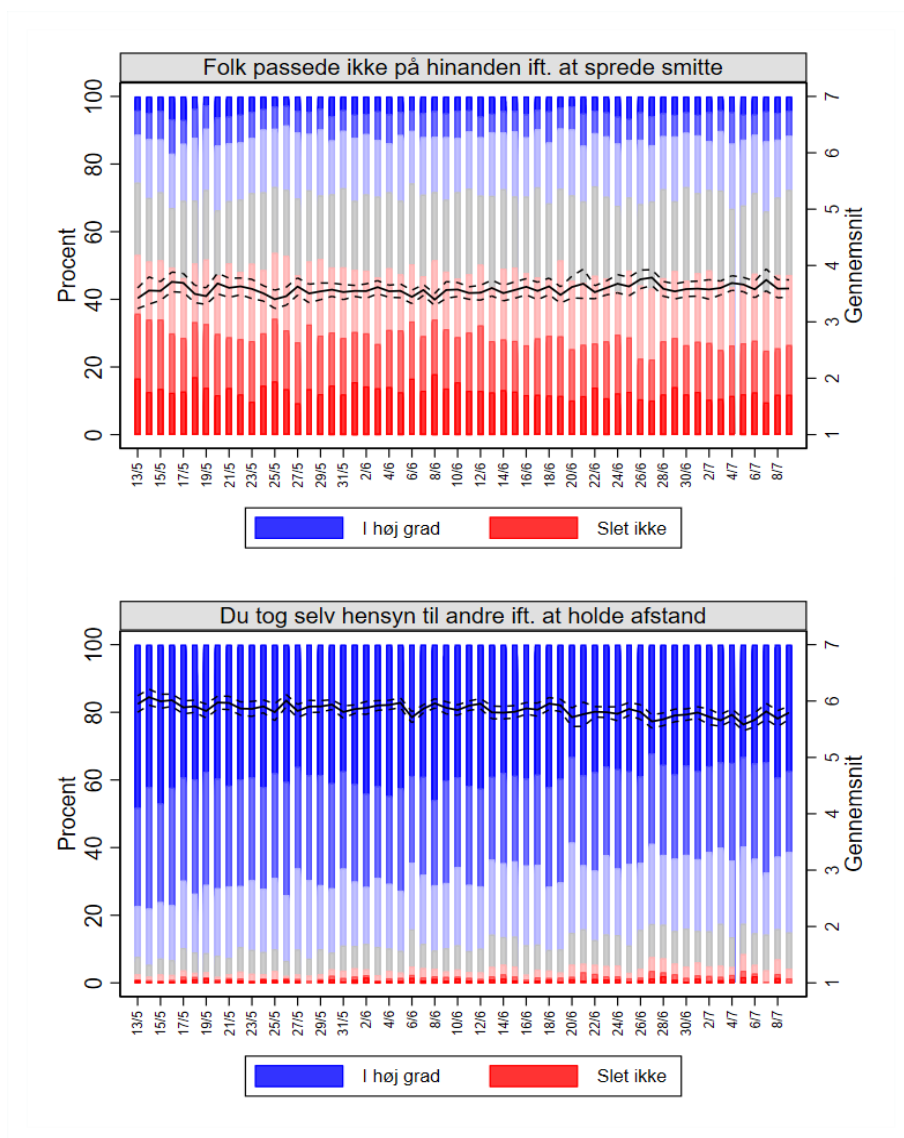 Folk passede ikke på hinanden ift. at sprede smitte
100
80
60
40
20
0
Procent
7
6
5
4
3
2
1
Gennemsnit
13/5 15/5 17/5 19/5 21/5 23/5 25/5 27/5 29/5 31/5 2/6 4/6 6/6 8/6 10/6 12/6 14/6 16/6 18/6 20/6 22/6 24/6 26/6 28/6 30/6 2/7 4/7 6/7 8/7
I høj grad Slet ikke
Du tog selv hensyn til andre ift. at holde afstand
100
80
60
40
20
0
Procent
7
6
5
4
3
2
1
Gennemsnit
13/5 15/5 17/5 19/5 21/5 23/5 25/5 27/5 29/5 31/5 2/6 4/6 6/6 8/6 10/6 12/6 14/6 16/6 18/6 20/6 22/6 24/6 26/6 28/6 30/6 2/7 4/7 6/7 8/7
I høj grad Slet ikke